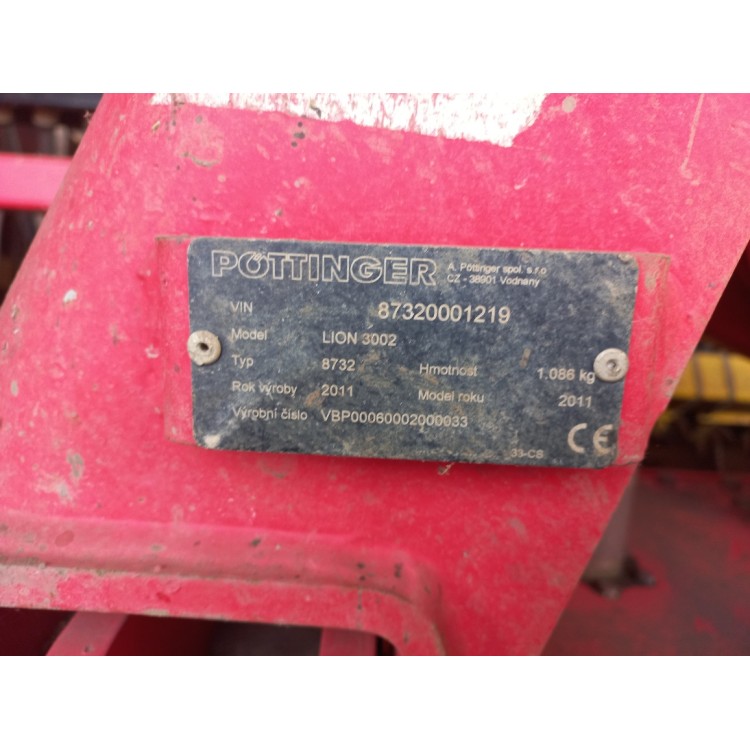 PÖTTINGER A. Pöttinger spol. s.r.o
CZ - 38901 Vodnany
VIN 87320001219
Model LION 3002
Typ 8732 Hmotnost 1.086 kg
Rok výroby 2011 Model roku 2011
Výrobní číslo VBP00060002000033
33-CS CE